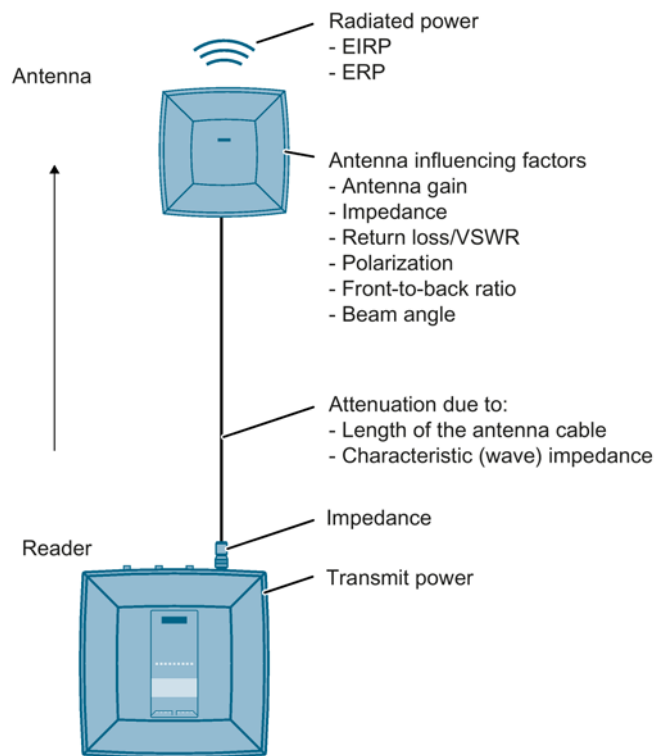 Radiated power
- EIRP
- ERP
Antenna
Antenna influencing factors
- Antenna gain
- Impedance
- Return loss/VSWR
- Polarization
- Front-to-back ratio
- Beam angle
Attenuation due to:
- Length of the antenna cable
- Characteristic (wave) impedance
Impedance
Reader
Transmit power